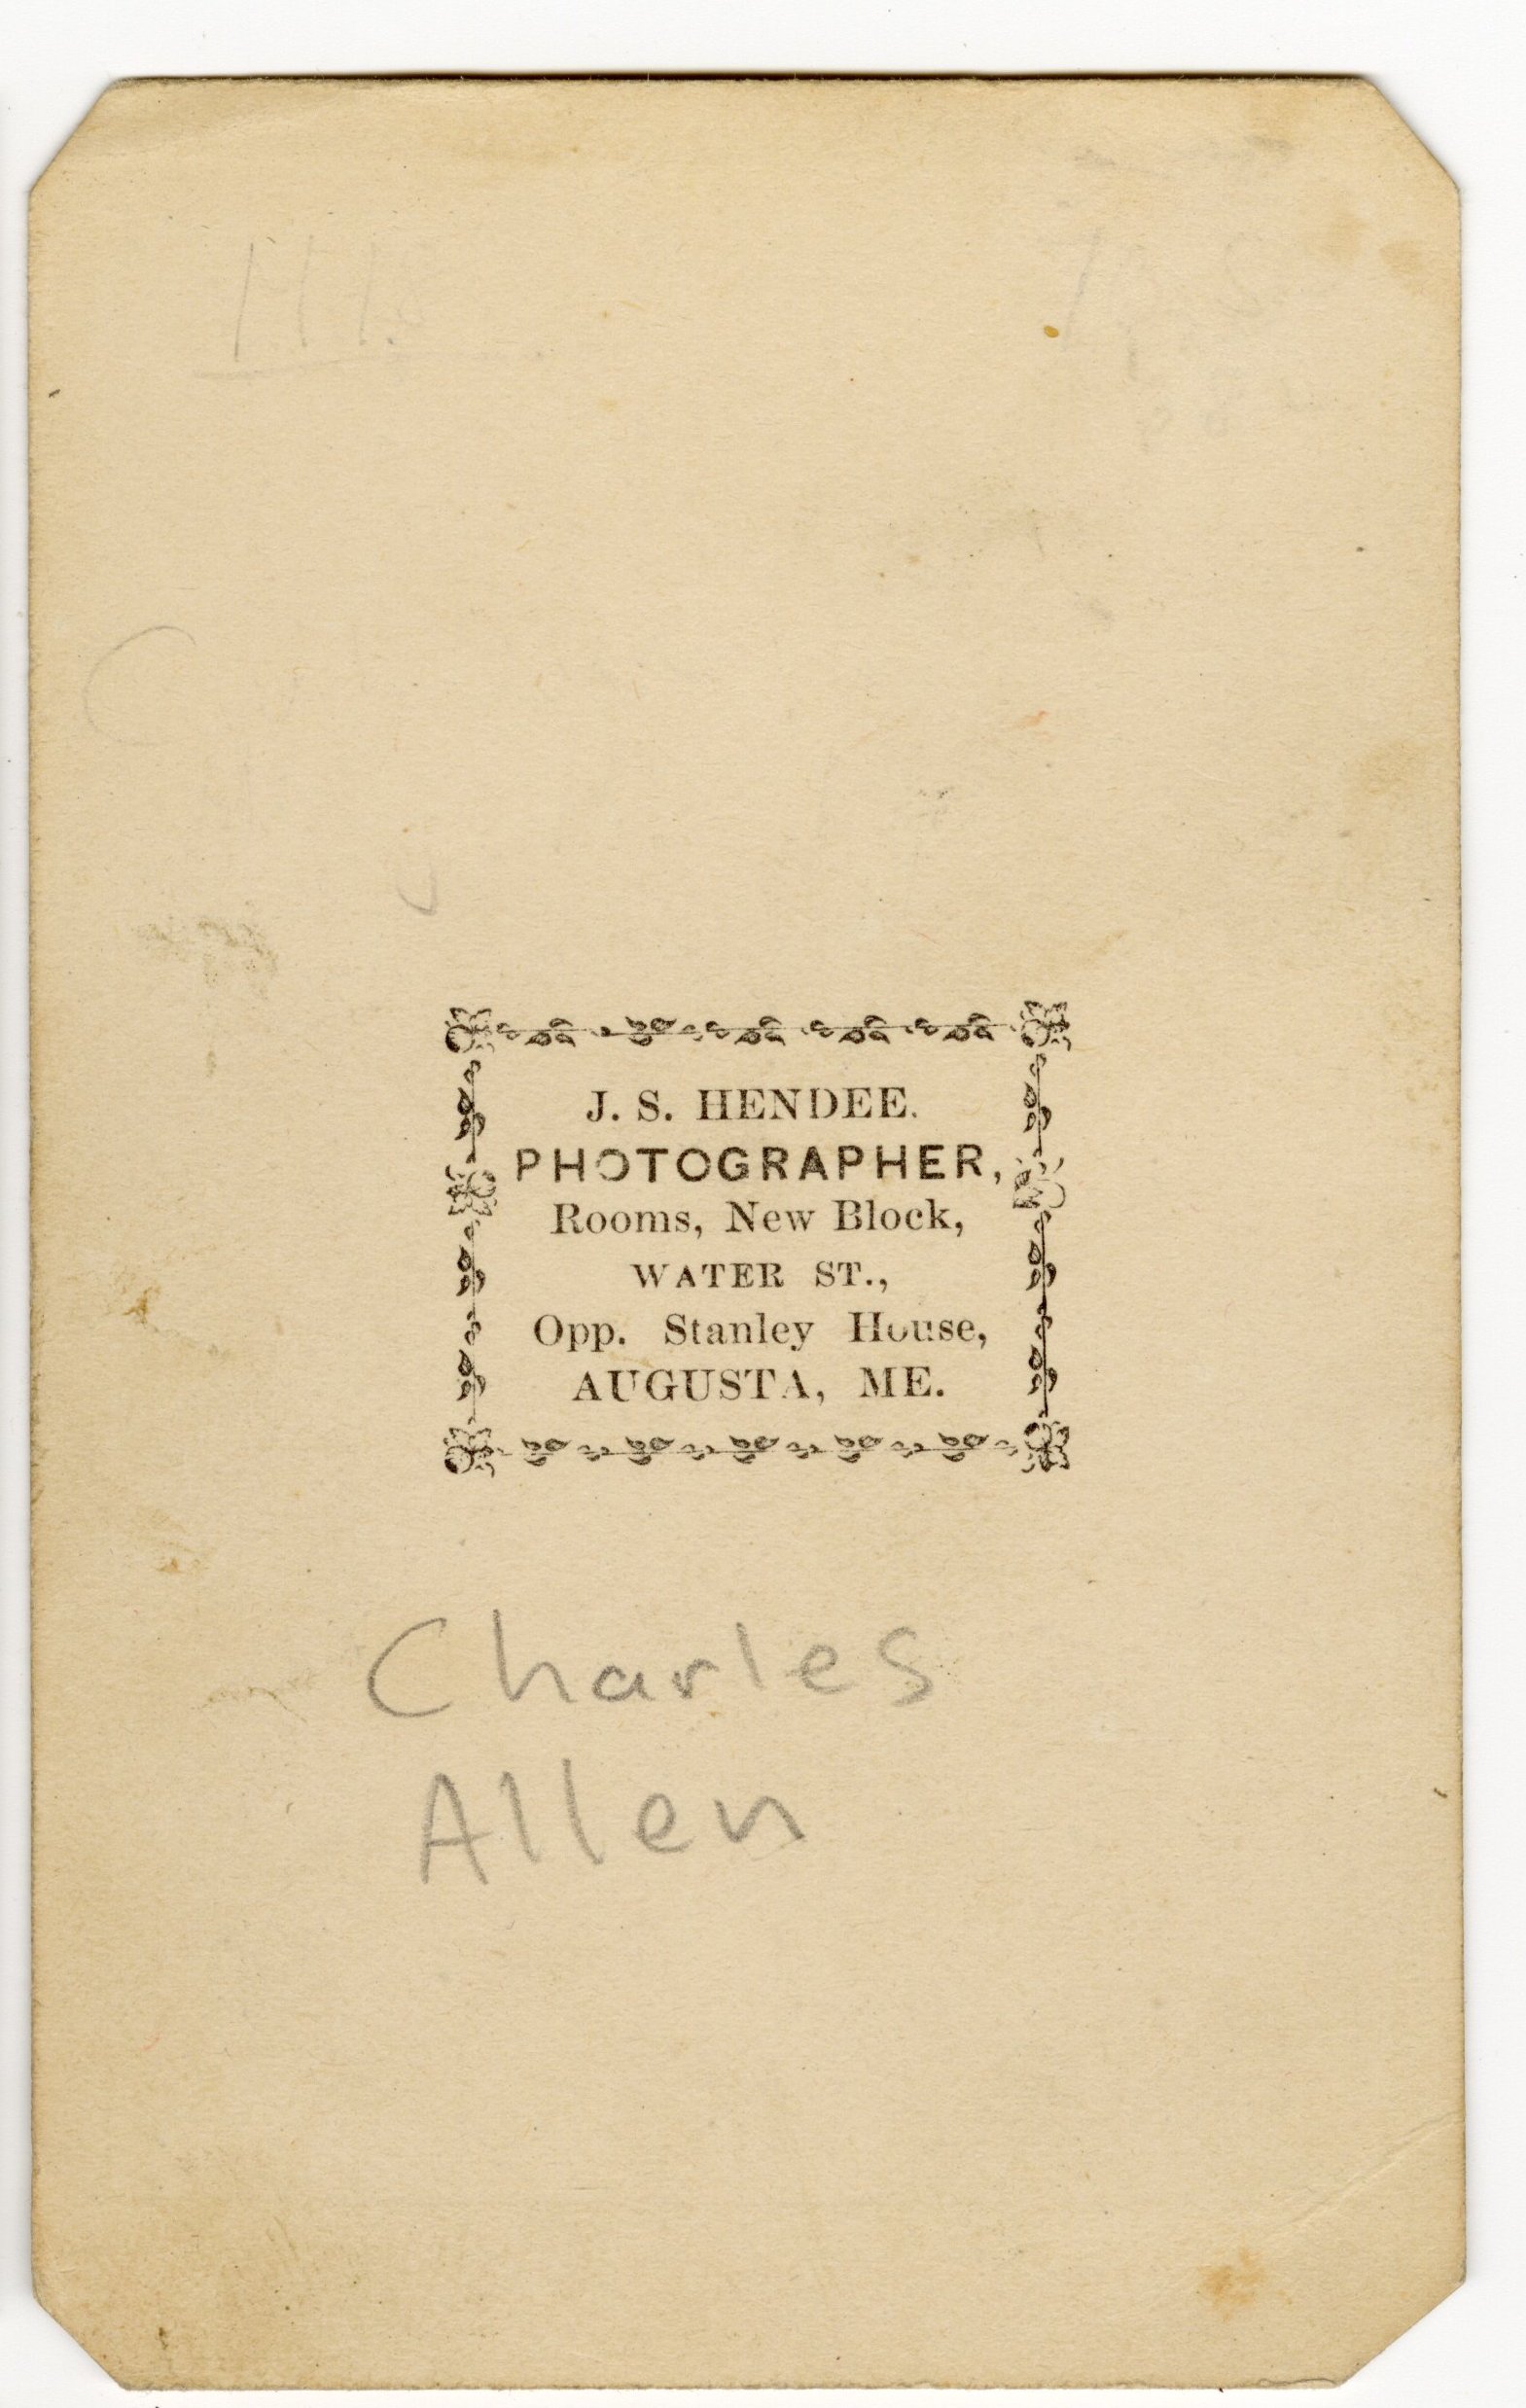 J. S. HENDEE.
PHOTOGRAPHER,
Rooms, New Block,
WATER ST.,
Opp. Stanley House,
AUGUSTA, ME.
Charles
Allen